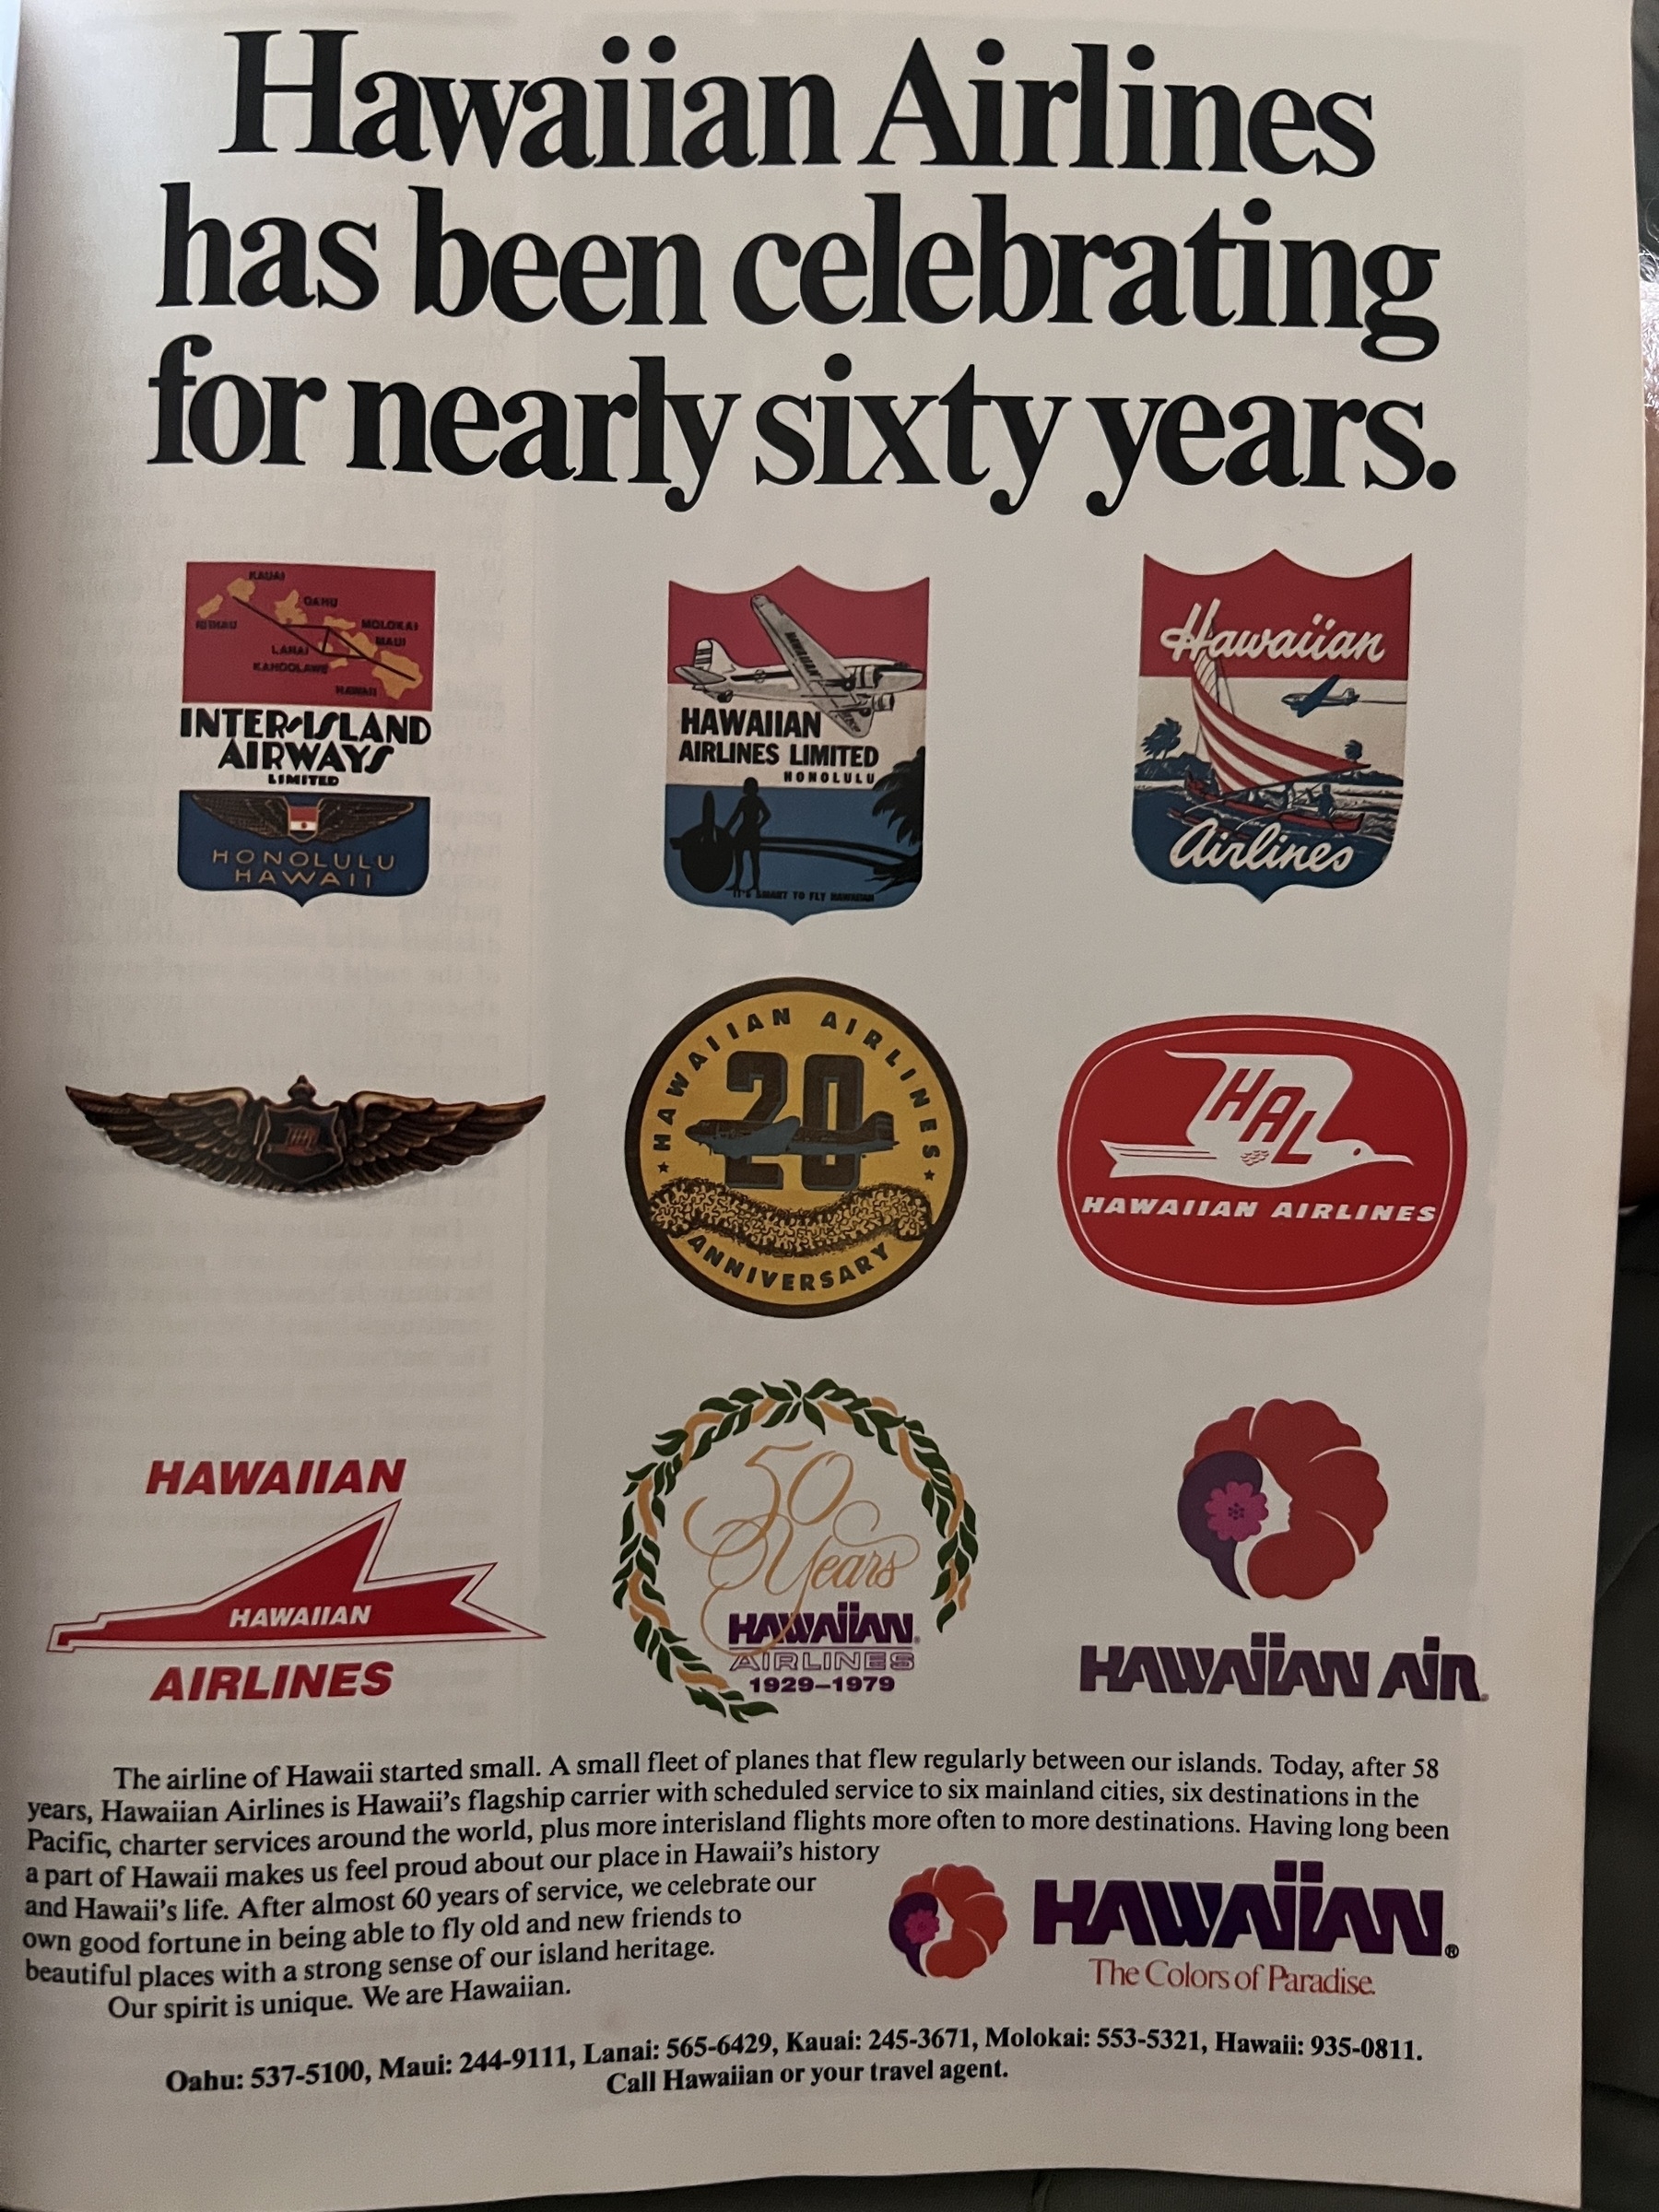 Hawaiian Airlines
has been celebrating
for nearly sixty years.
KAUAI
OAHU
NIIHAU
MOLOKAI
MAUI
LANAI
KAHOOLAWE
HAWAII
INTER-ISLAND
AIRWAYS
LIMITED
HONOLULU
HAWAII
HAWAIIAN
HAWAIIAN
AIRLINES LIMITED
HONOLULU
IT'S SMART TO FLY HAWAIIAN
Hawaiian
Airlines
HAWAIIAN AIRLINES
20
ANNIVERSARY
HAL
HAWAIIAN AIRLINES
HAWAIIAN
HAWAIIAN
AIRLINES
50
Years
HAWAIIAN
AIRLINES
1929–1979
HAWAIIAN AIR
The airline of Hawaii started small. A small fleet of planes that flew regularly between our islands. Today, after 58
years, Hawaiian Airlines is Hawaii's flagship carrier with scheduled service to six mainland cities, six destinations in the
Pacific, charter services around the world, plus more interisland flights more often to more destinations. Having long been
a part of Hawaii makes us feel proud about our place in Hawaii's history
and Hawaii's life. After almost 60 years of service, we celebrate our
own good fortune in being able to fly old and new friends to
beautiful places with a strong sense of our island heritage.
Our spirit is unique. We are Hawaiian.
HAWAIIAN®
The Colors of Paradise.
Oahu: 537-5100, Maui: 244-9111, Lanai: 565-6429, Kauai: 245-3671, Molokai: 553-5321, Hawaii: 935-0811.
Call Hawaiian or your travel agent.